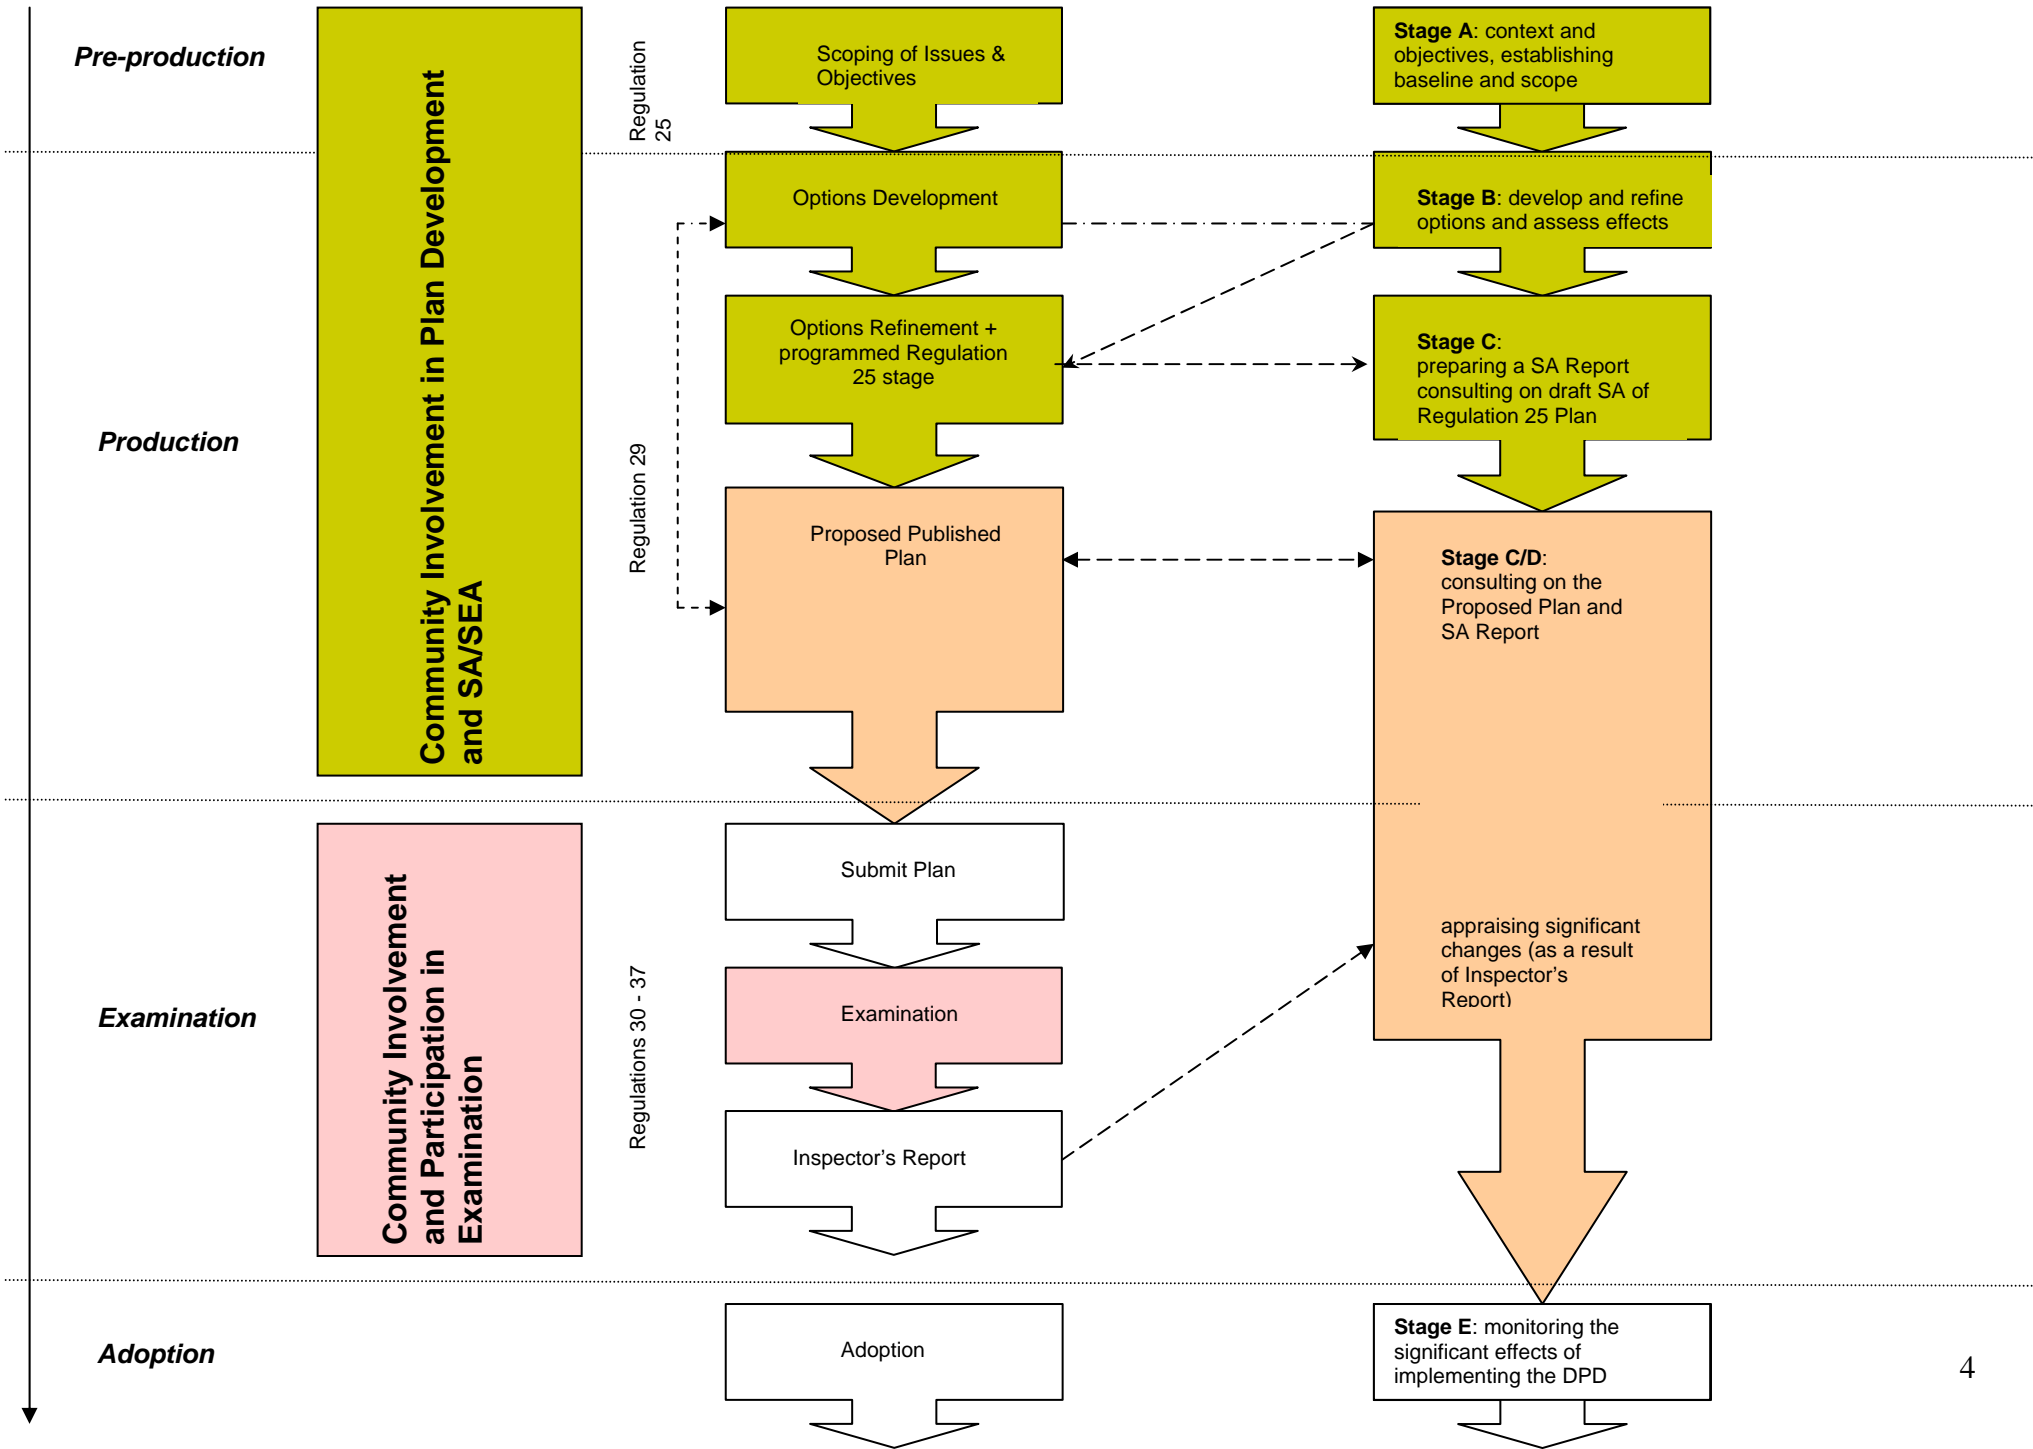 Pre-production
Community Involvement in Plan Development
and SA/SEA
Regulation
25
Scoping of Issues &
Objectives
Stage A: context and
objectives, establishing
baseline and scope
Production
Regulation 29
Options Development
Stage B: develop and refine
options and assess effects
Options Refinement +
programmed Regulation
25 stage
Stage C:
preparing a SA Report
consulting on draft SA of
Regulation 25 Plan
Proposed Published
Plan
Stage C/D:
consulting on the
Proposed Plan and
SA Report
Examination
Community Involvement
and Participation in
Examination
Regulations 30 - 37
Submit Plan
Examination
Inspector's Report
appraising significant
changes (as a result
of Inspector's
Report)
Adoption
Adoption
Stage E: monitoring the
significant effects of
implementing the DPD
4